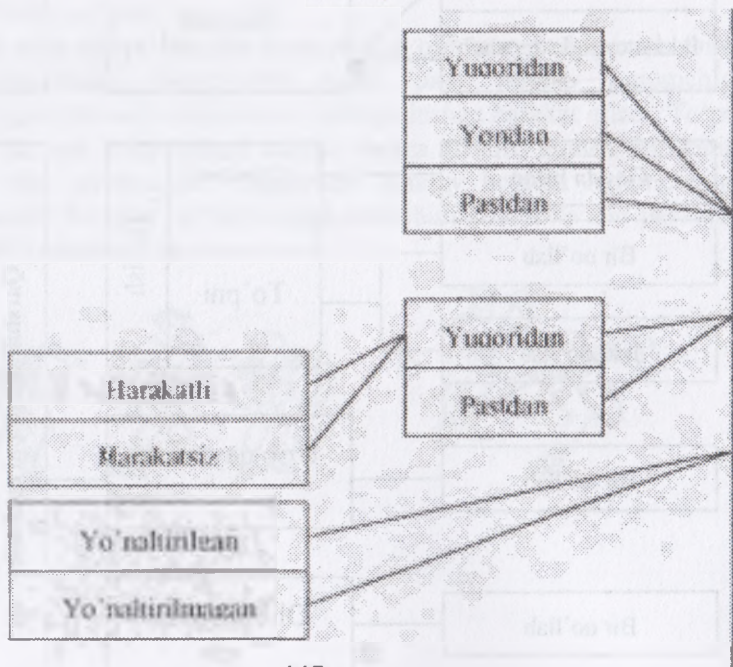 Yuqoridan
Yondan
Pastdan
Yuqoridan
Pastdan
Harakatli
Harakatsiz
Yo'naltirilgan
Yo'naltirilmagan